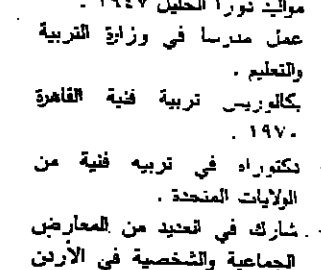 مواليد دورا الخليل ١٩٤٧ .
عمل مدرسا في وزارة التربية
والتعليم .
بكالوريس تربية فنية القاهرة
١٩٧٠ .
دكتوراه في تربيه فنية من
الولايات المتحدة .
شارك في العديد من المعارض
الجماعية والشخصية في الأردن